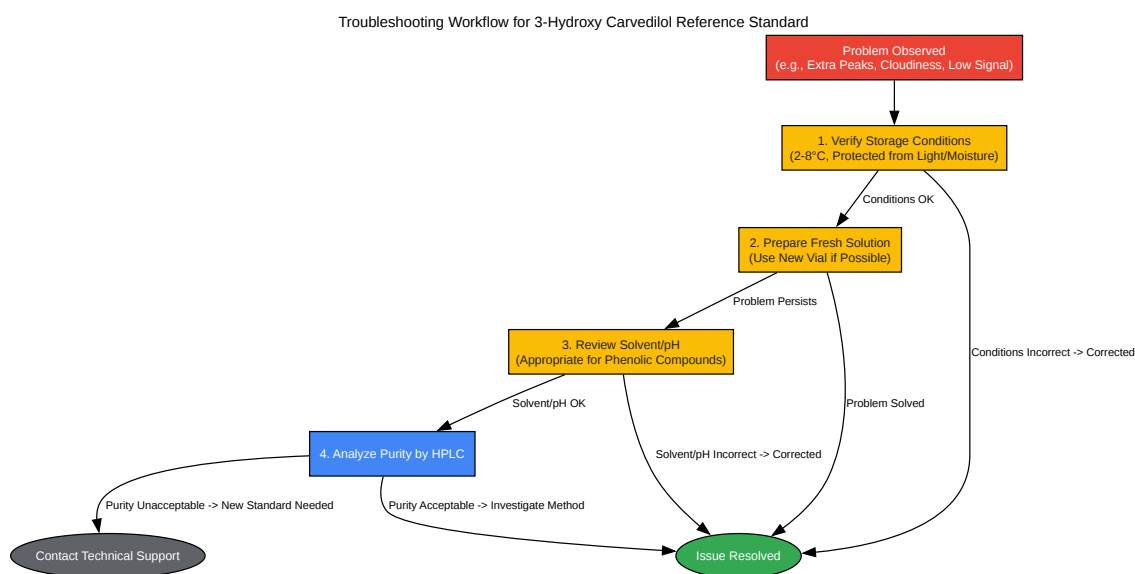 Troubleshooting Workflow for 3-Hydroxy Carvedilol Reference Standard
Problem Observed
(e.g., Extra Peaks, Cloudiness, Low Signal)
1. Verify Storage Conditions
(2-8°C, Protected from Light/Moisture)
Conditions OK
2. Prepare Fresh Solution
(Use New Vial if Possible)
Problem Persists
3. Review Solvent/pH
(Appropriate for Phenolic Compounds)
Conditions Incorrect -> Corrected
Solvent/pH OK
Problem Solved
4. Analyze Purity by HPLC
Solvent/pH Incorrect -> Corrected
Purity Unacceptable -> New Standard Needed
Purity Acceptable -> Investigate Method
Contact Technical Support
Issue Resolved